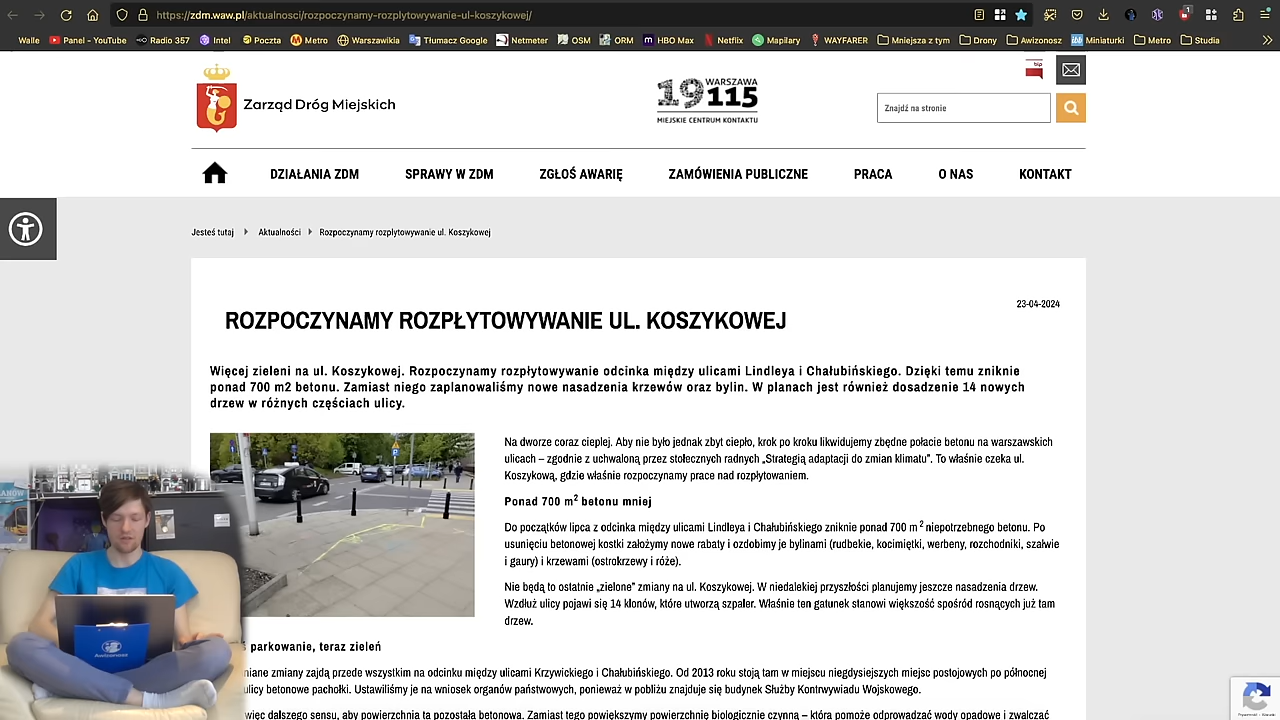 https://zdm.waw.pl/aktualnosci/rozpoczynamy-rozplytowywanie-ul-koszykowej/
Walle Panel - YouTube Radio 357 Intel Poczta Metro Warszawikia Tłumacz Google Netmeter OSM ORM HBO Max Netflix Mapilary WAYFARER Mniejsza z tym Drony Awizonosz Miniaturki Metro Studia
Zarząd Dróg Miejskich
19115 WARSZAWA
MIEJSKIE CENTRUM KONTAKTU
bip
Znajdź na stronie
DZIAŁANIA ZDM SPRAWY W ZDM ZGŁOŚ AWARIĘ ZAMÓWIENIA PUBLICZNE PRACA O NAS KONTAKT
Jesteś tutaj Aktualności Rozpoczynamy rozpłytowywanie ul. Koszykowej
23-04-2024
ROZPOCZYNAMY ROZPŁYTOWYWANIE UL. KOSZYKOWEJ
Więcej zieleni na ul. Koszykowej. Rozpoczynamy rozpłytowywanie odcinka między ulicami Lindleya i Chałubińskiego. Dzięki temu zniknie
ponad 700 m2 betonu. Zamiast niego zaplanowaliśmy nowe nasadzenia krzewów oraz bylin. W planach jest również dosadzenie 14 nowych
drzew w różnych częściach ulicy.
Na dworze coraz cieplej. Aby nie było jednak zbyt ciepło, krok po kroku likwidujemy zbędne połacie betonu na warszawskich
ulicach – zgodnie z uchwaloną przez stołecznych radnych „Strategią adaptacji do zmian klimatu”. To właśnie czeka ul.
Koszykową, gdzie właśnie rozpoczynamy prace nad rozpłytowaniem.
Ponad 700 m2 betonu mniej
Do początków lipca z odcinka między ulicami Lindleya i Chałubińskiego zniknie ponad 700 m 2 niepotrzebnego betonu. Po
usunięciu betonowej kostki założymy nowe rabaty i ozdobimy je bylinami (rudbekie, kocimiętki, werbeny, rozchodniki, szałwie
i gaury) i krzewami (ostrokrzewy i róże).
Nie będą to ostatnie „zielone” zmiany na ul. Koszykowej. W niedalekiej przyszłości planujemy jeszcze nasadzenia drzew.
Wzdłuż ulicy pojawi się 14 klonów, które utworzą szpaler. Właśnie ten gatunek stanowi większość spośród rosnących już tam
drzew.
parkowanie, teraz zieleń
niane zmiany zajdą przede wszystkim na odcinku między ulicami Krzywickiego i Chałubińskiego. Od 2013 roku stoją tam w miejscu niegdysiejszych miejsc postojowych po północnej
ulicy betonowe pachołki. Ustawiliśmy je na wniosek organów państwowych, ponieważ w pobliżu znajduje się budynek Służby Kontrwywiadu Wojskowego.
więc dalszego sensu, aby powierzchnia ta pozostała betonowa. Zamiast tego powiększymy powierzchnię biologicznie czynną – która pomoże odprowadzać wody opadowe i zwalczać
Awizonosz